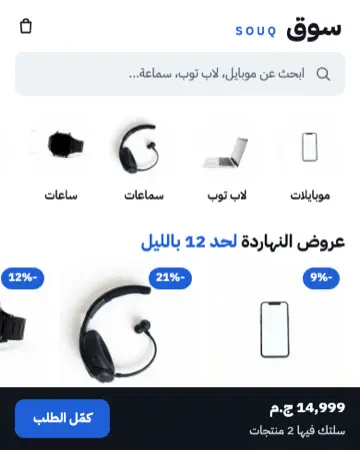 سوق SOUQ
ابحث عن موبايل، لاب توب، سماعة...
موبايلات
لاب توب
سماعات
ساعات
عروض النهاردة لحد 12 بالليل
-9%
-21%
-12%
14,999 ج.م
سلتك فيها 2 منتجات
كمّل الطلب